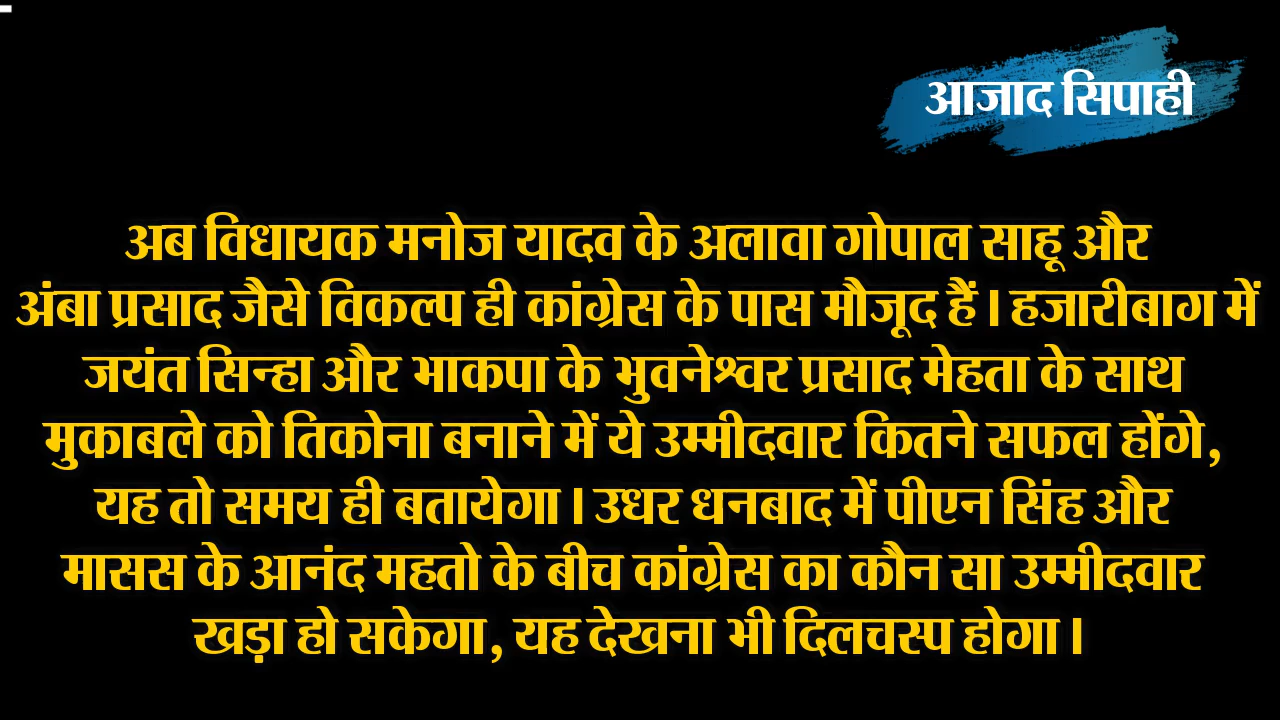 आजाद सिपाही
अब विधायक मनोज यादव के अलावा गोपाल साहू और
अंबा प्रसाद जैसे विकल्प ही कांग्रेस के पास मौजूद हैं। हजारीबाग में
जयंत सिन्हा और भाकपा के भुवनेश्वर प्रसाद मेहता के साथ
मुकाबले को तिकोना बनाने में ये उम्मीदवार कितने सफल होंगे,
यह तो समय ही बतायेगा। उधर धनबाद में पीएन सिंह और
मासस के आनंद महतो के बीच कांग्रेस का कौन सा उम्मीदवार
खड़ा हो सकेगा, यह देखना भी दिलचस्प होगा।